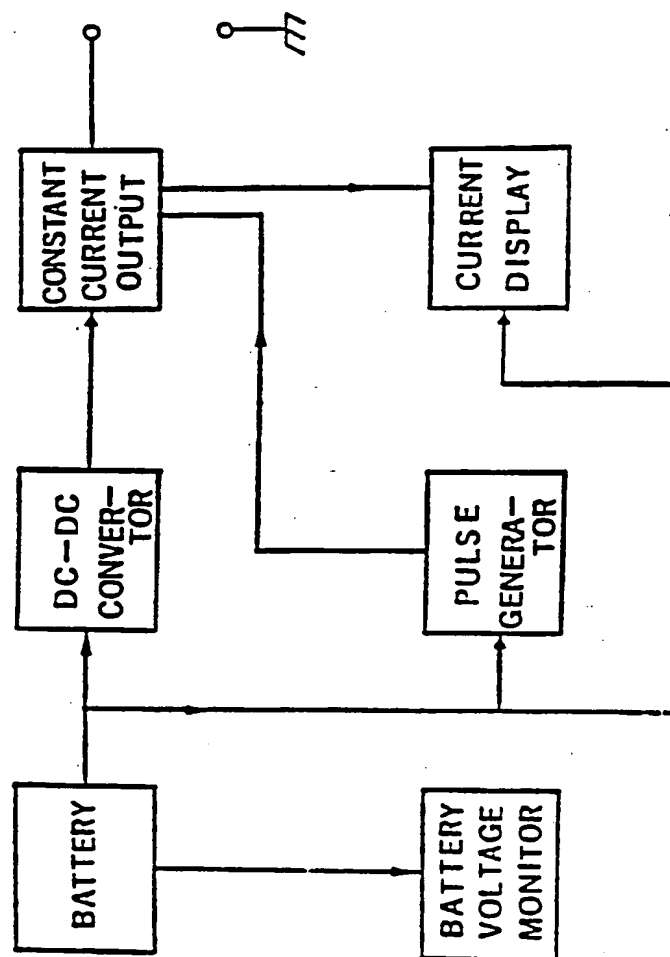 BATTERY
DC-DC
CONVER-
TOR
CONSTANT
CURRENT
OUTPUT
BATTERY
VOLTAGE
MONITOR
PULSE
GENERA-
TOR
CURRENT
DISPLAY